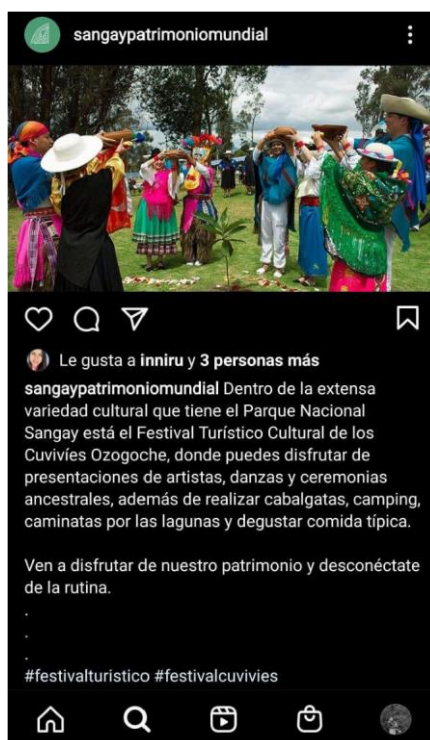 sangaypatrimoniomundial
Le gusta a inniru y 3 personas más
sangaypatrimoniomundial Dentro de la extensa
variedad cultural que tiene el Parque Nacional
Sangay está el Festival Turístico Cultural de los
Cuvivíes Ozogoche, donde puedes disfrutar de
presentaciones de artistas, danzas y ceremonias
ancestrales, además de realizar cabalgatas, camping,
caminatas por las lagunas y degustar comida típica.
Ven a disfrutar de nuestro patrimonio y desconéctate
de la rutina.
.
.
.
#festivalturistico #festivalcuvivies